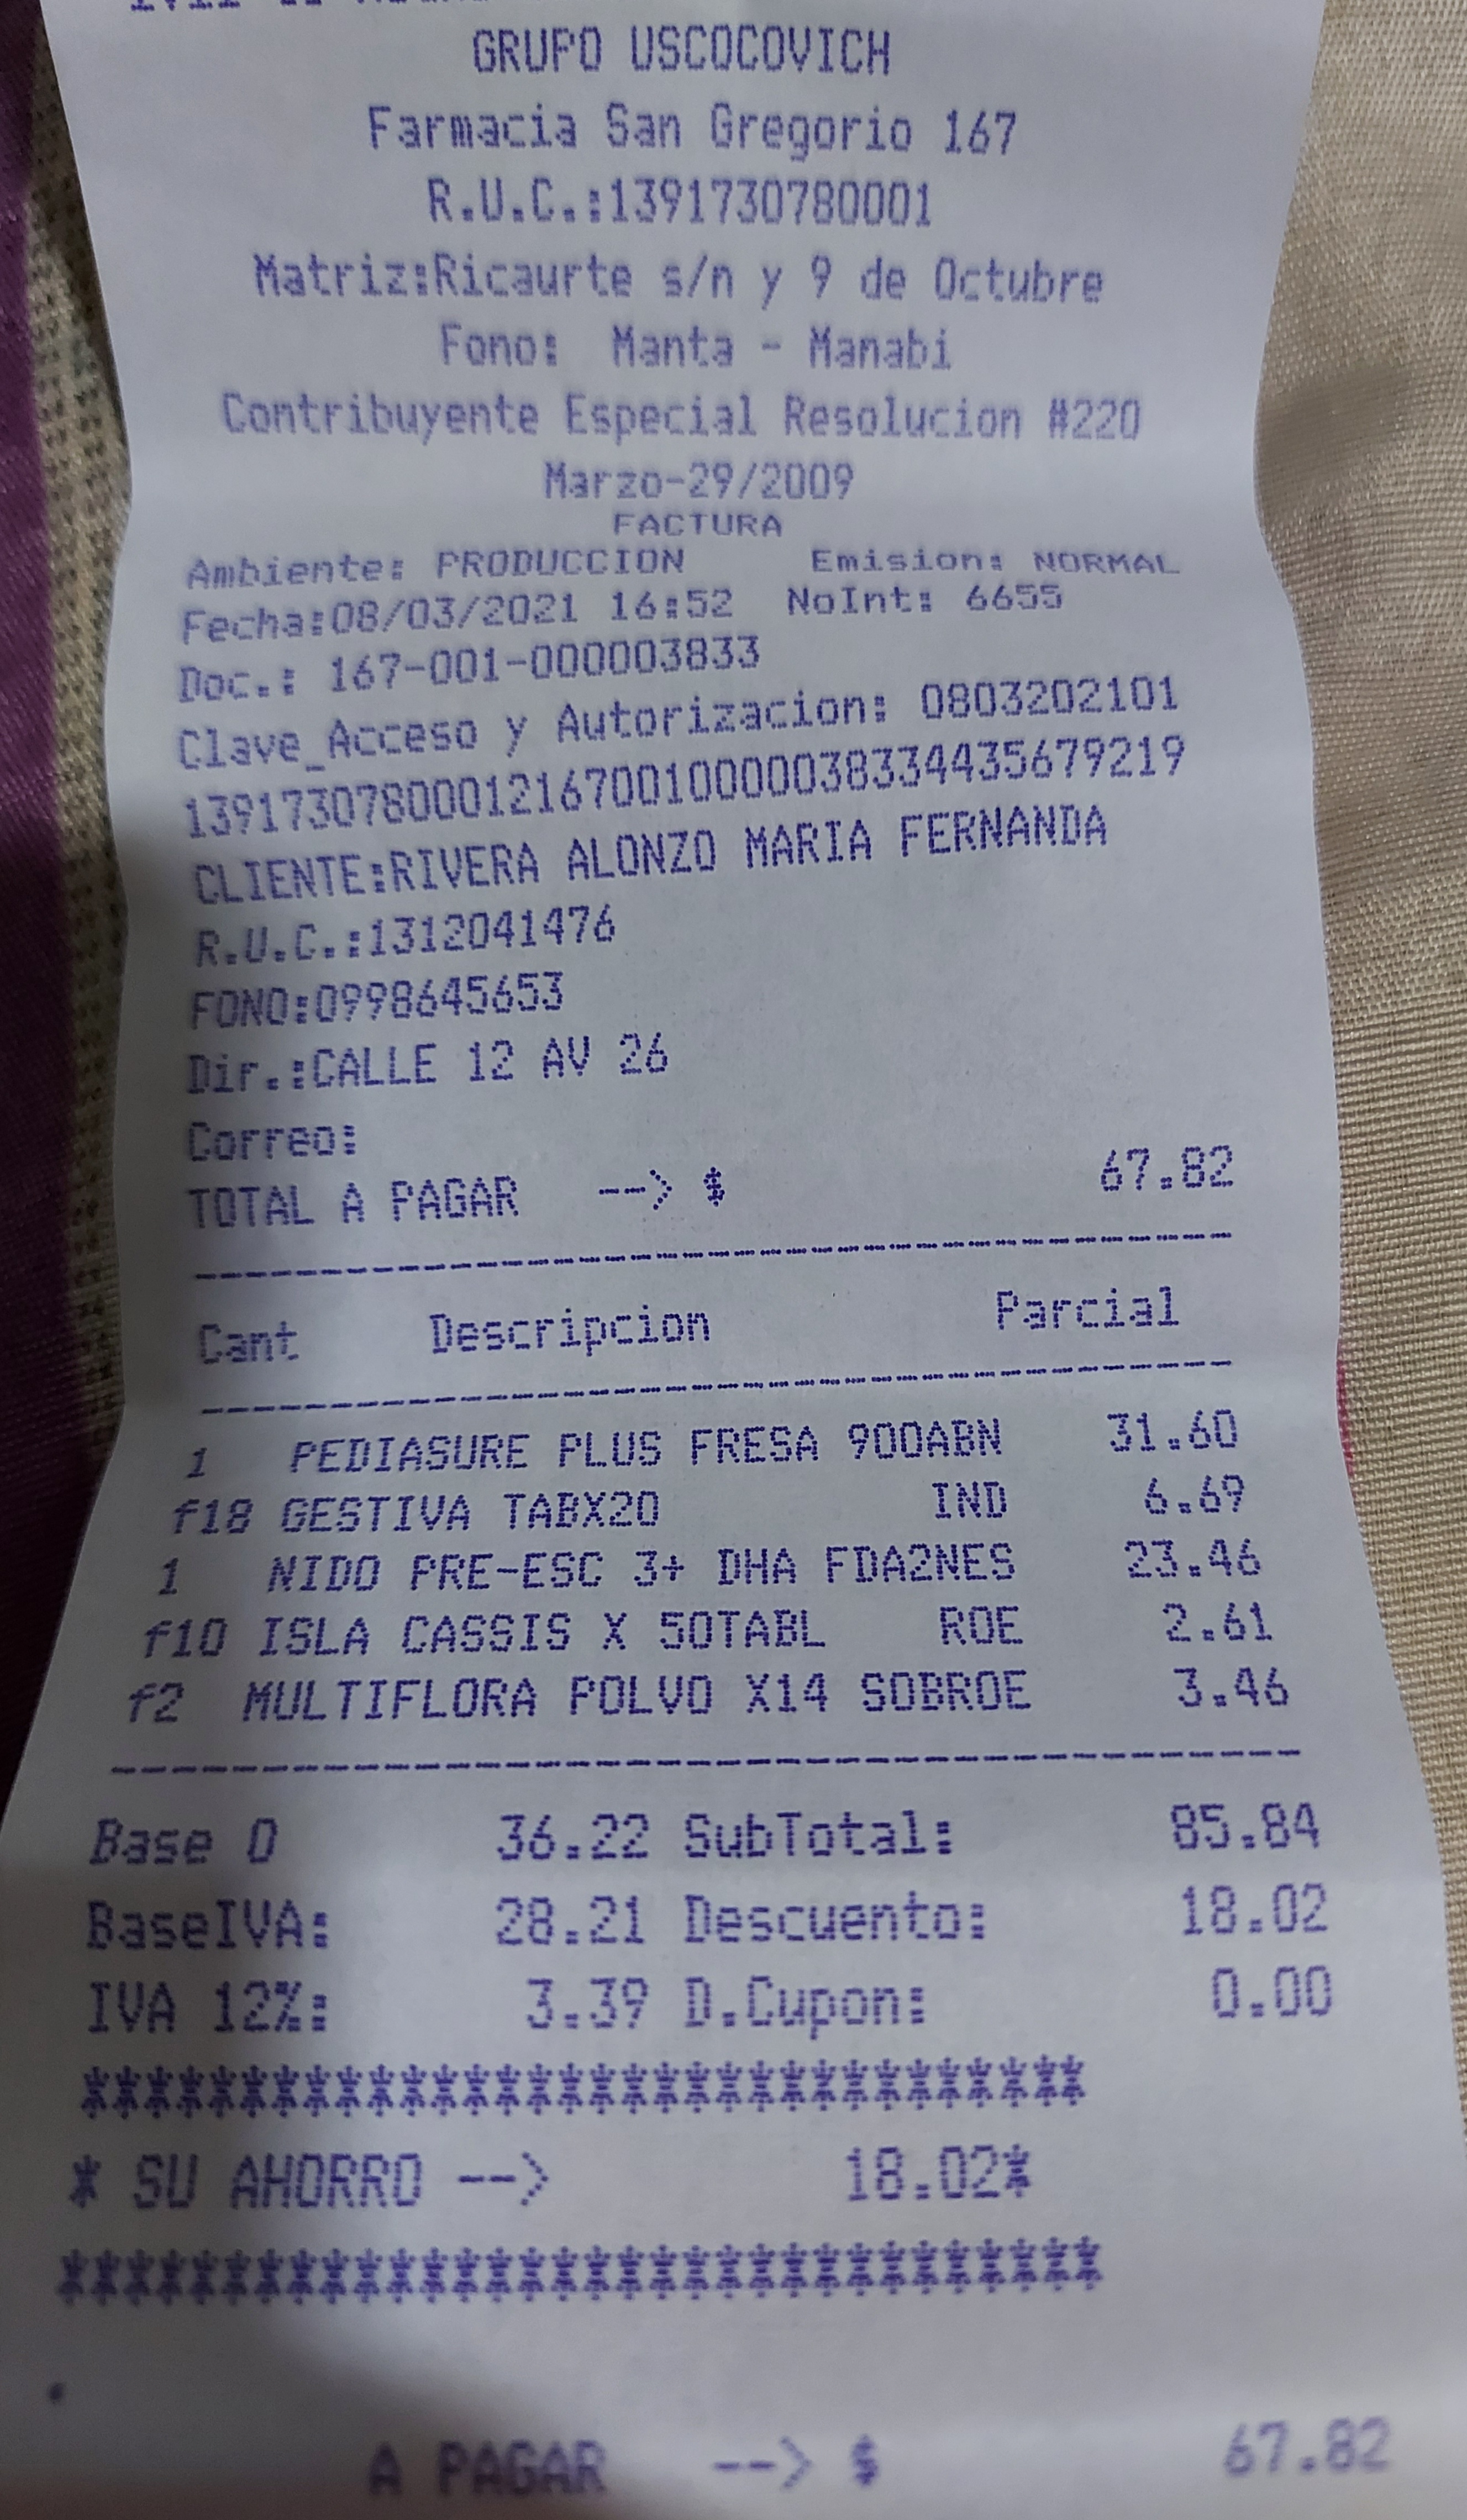 GRUPO USCOCOVICH
Farmacia San Gregorio 167
R.U.C.:1391730780001
Matriz:Ricaurte s/n y 9 de Octubre
Fono: Manta - Manabi
Contribuyente Especial Resolucion #220
Marzo-29/2009
FACTURA
Ambiente: PRODUCCION Emision: NORMAL
Fecha:08/03/2021 16:52 NoInt: 6655
Doc.: 167-001-000003833
Clave_Acceso y Autorizacion: 0803202101
139173078000121670010000038334435679219
CLIENTE:RIVERA ALONZO MARIA FERNANDA
R.U.C.:1312041476
FONO:0998645653
Dir.:CALLE 12 AV 26
Correo:
TOTAL A PAGAR --> $ 67.82
----------------------------------------
Cant Descripcion Parcial
----------------------------------------
1 PEDIASURE PLUS FRESA 900ABN 31.60
f18 GESTIVA TABX20 IND 6.69
1 NIDO PRE-ESC 3+ DHA FDA2NES 23.46
f10 ISLA CASSIS X 50TABL ROE 2.61
f2 MULTIFLORA POLVO X14 SOBROE 3.46
----------------------------------------
Base 0 36.22 SubTotal: 85.84
BaseIVA: 28.21 Descuento: 18.02
IVA 12%: 3.39 D.Cupon: 0.00
********************************
* SU AHORRO --> 18.02*
********************************
A PAGAR --> $ 67.82